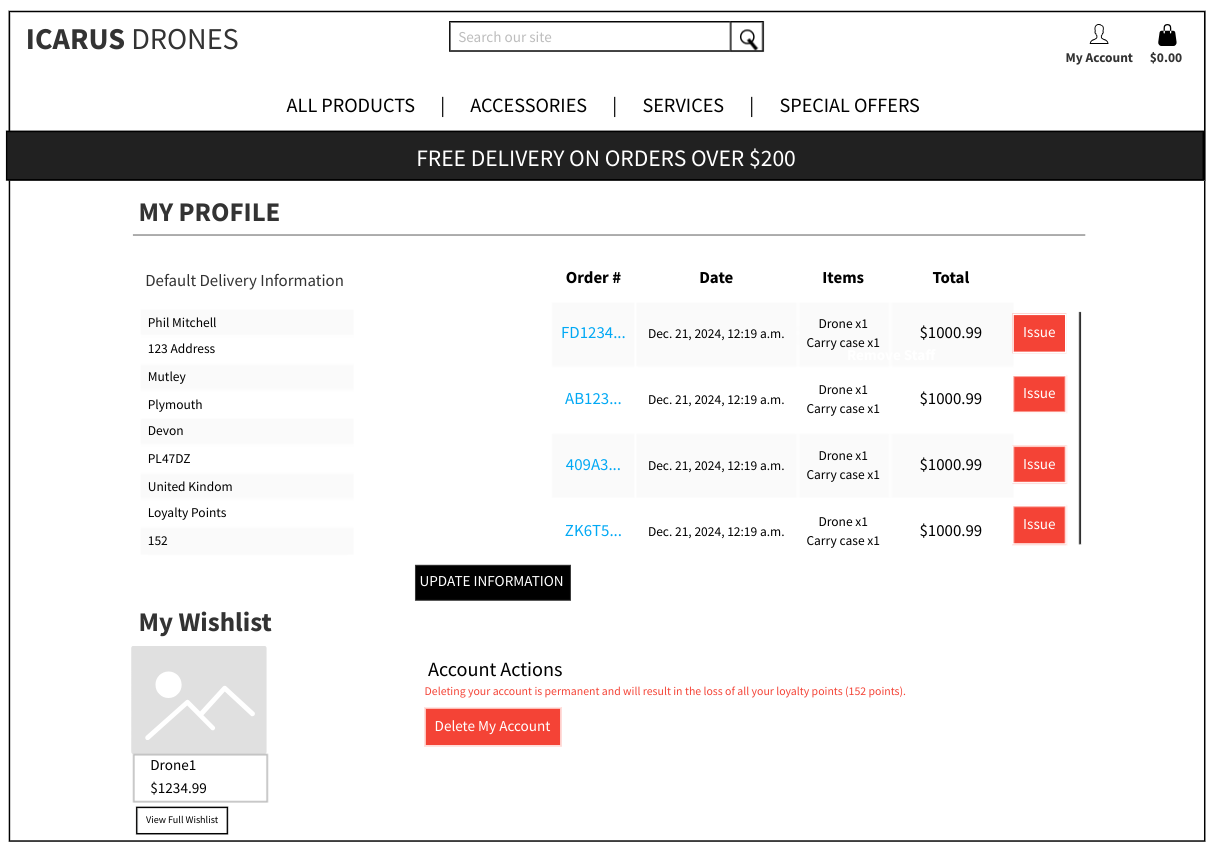 ICARUS DRONES
Search our site
My Account
$0.00
ALL PRODUCTS | ACCESSORIES | SERVICES | SPECIAL OFFERS
FREE DELIVERY ON ORDERS OVER $200
MY PROFILE
Default Delivery Information
Phil Mitchell
123 Address
Mutley
Plymouth
Devon
PL47DZ
United Kindom
Loyalty Points
152
Order # Date Items Total
FD1234... Dec. 21, 2024, 12:19 a.m. Drone x1 $1000.99 Issue
Carry case x1
Remove Staff
AB123... Dec. 21, 2024, 12:19 a.m. Drone x1 $1000.99 Issue
Carry case x1
409A3... Dec. 21, 2024, 12:19 a.m. Drone x1 $1000.99 Issue
Carry case x1
ZK6T5... Dec. 21, 2024, 12:19 a.m. Drone x1 $1000.99 Issue
Carry case x1
UPDATE INFORMATION
My Wishlist
Drone1
$1234.99
View Full Wishlist
Account Actions
Deleting your account is permanent and will result in the loss of all your loyalty points (152 points).
Delete My Account